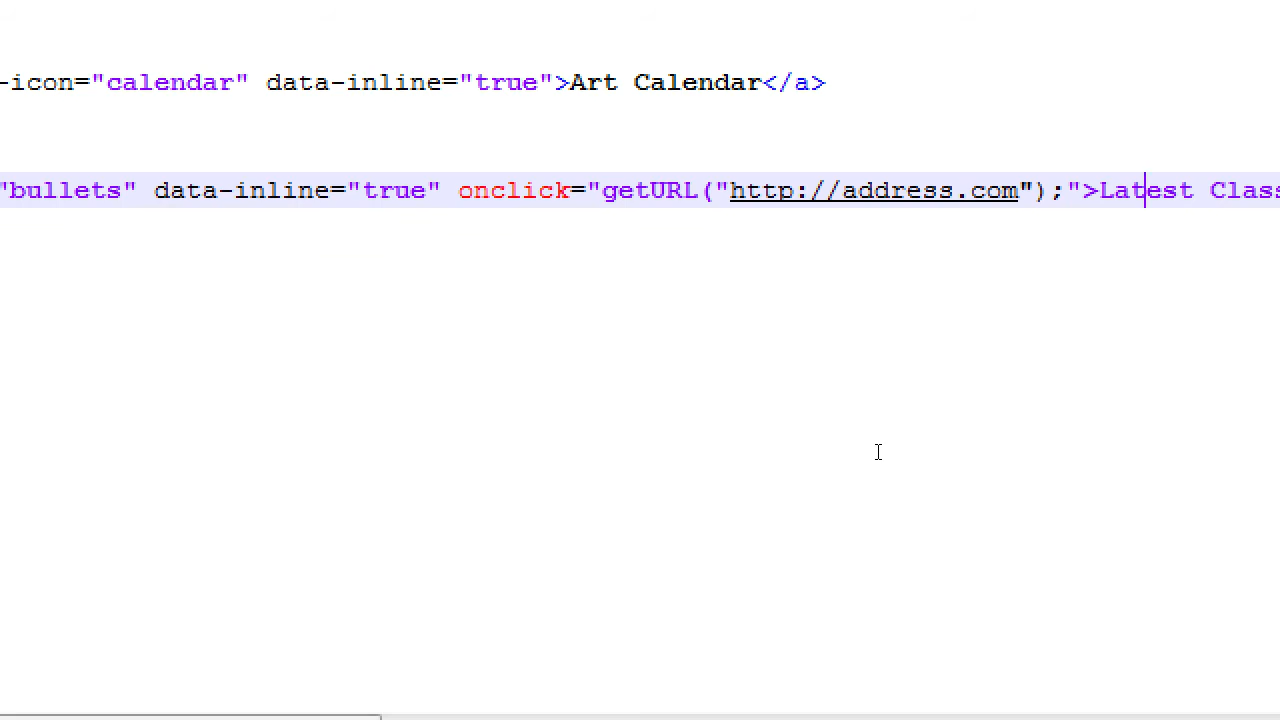 -icon="calendar" data-inline="true">Art Calendar</a>
"bullets" data-inline="true" onclick="getURL("http://address.com");">Latest Class